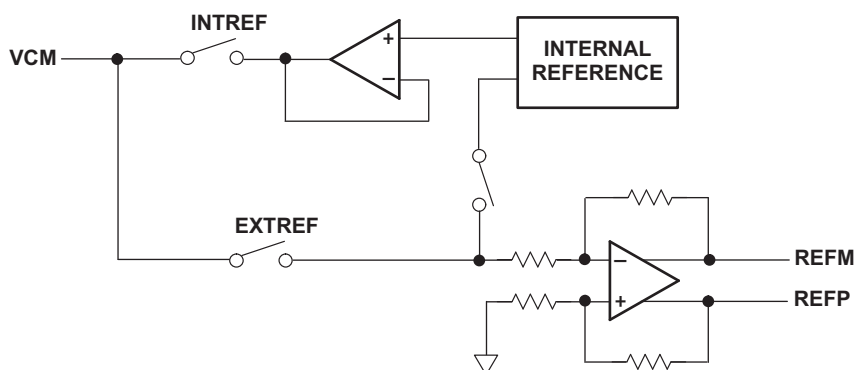 INTREF
VCM
+
−
INTERNAL
REFERENCE
EXTREF
−
+
REFM
REFP